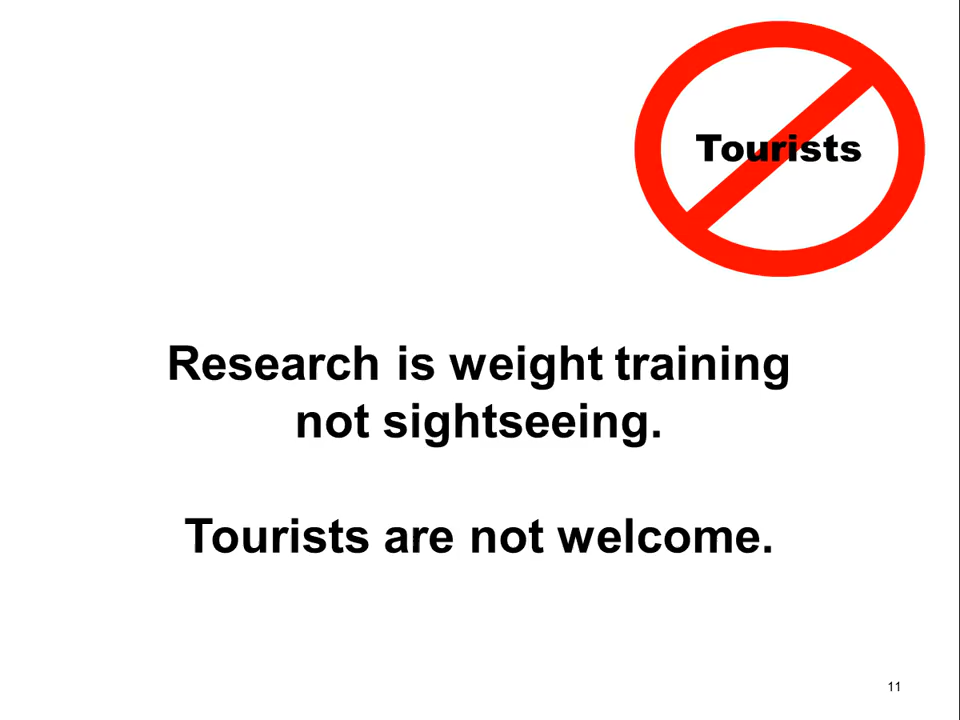 Tourists
Research is weight training
not sightseeing.
Tourists are not welcome.
11